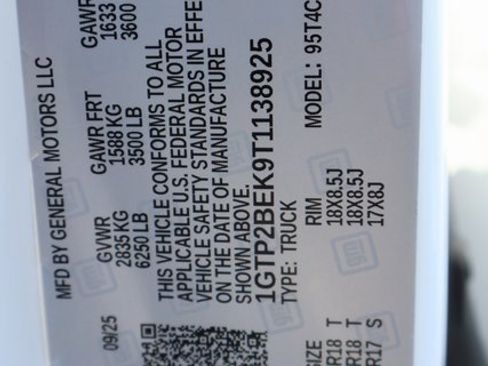 MFD BY GENERAL MOTORS LLC
09/25 GVWR GAWR FRT GAWR
2835 KG 1588 KG 1633
6250 LB 3500 LB 3600
THIS VEHICLE CONFORMS TO ALL
APPLICABLE U.S. FEDERAL MOTOR
VEHICLE SAFETY STANDARDS IN EFFE
ON THE DATE OF MANUFACTURE
SHOWN ABOVE.
1GTP2BEK9T1138925
TYPE: TRUCK MODEL: 95T4C
SIZE RIM
R18 T 18X8.5J
R18 T 18X8.5J
R17 S 17X8J